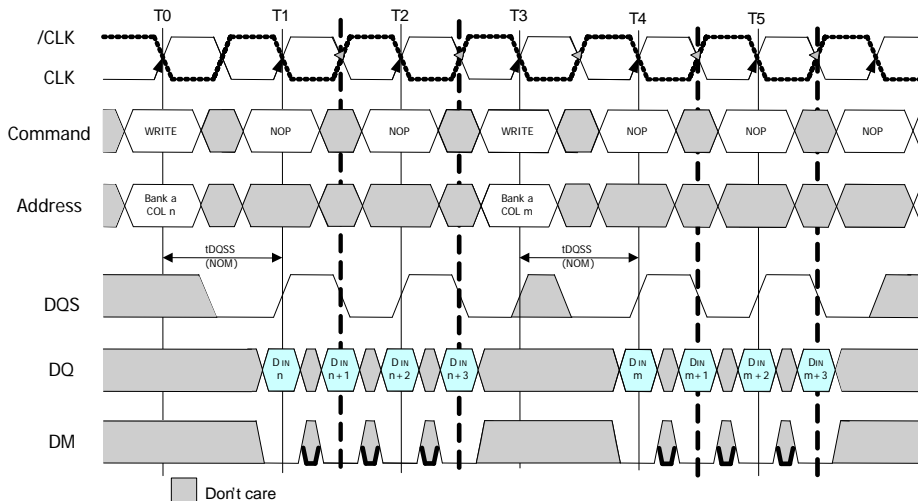 T0 T1 T2 T3 T4 T5
/CLK
CLK
Command WRITE NOP NOP WRITE NOP NOP NOP
Address Bank a COL n Bank a COL m
tDQSS (NOM) tDQSS (NOM)
DQS
DQ D IN n D IN n+1 D IN n+2 D IN n+3 D IN m D IN m+1 D IN m+2 DIN m+3
DM
Don't care